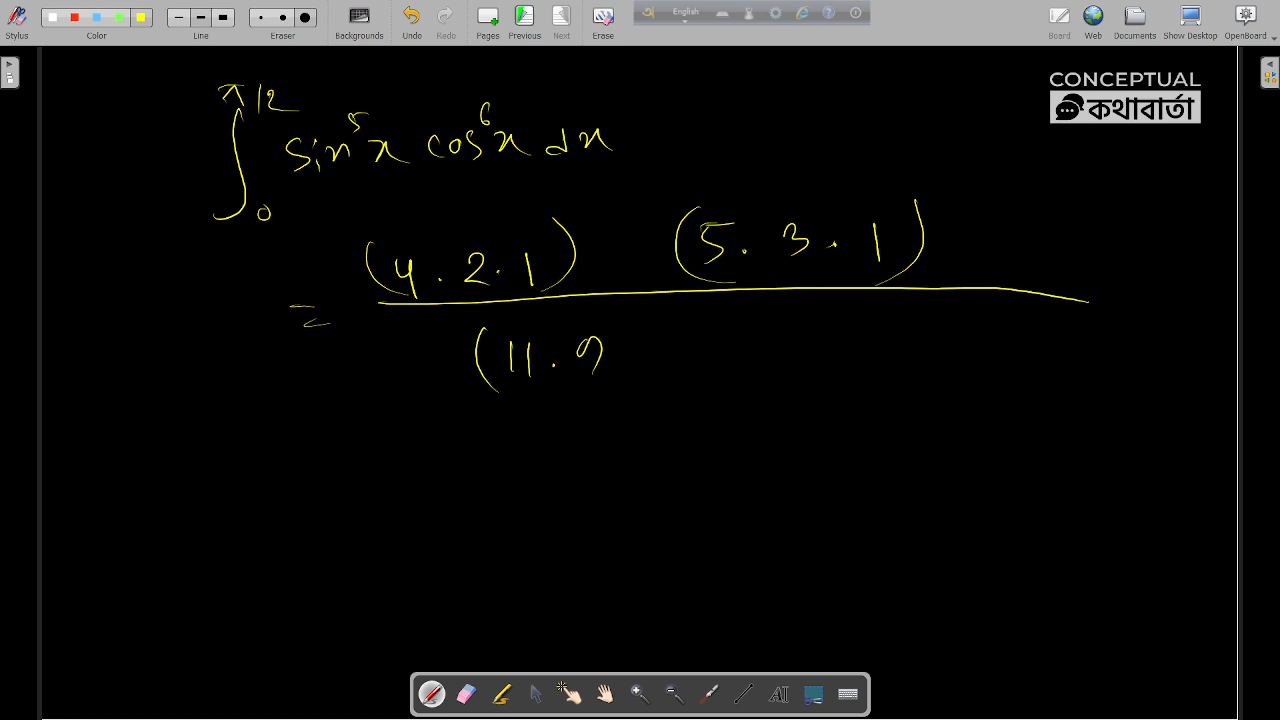 Stylus Color Line Eraser Backgrounds Undo Redo Pages Previous Next Erase English Board Web Documents Show Desktop OpenBoard
CONCEPTUAL
কথাবার্তা
π/2
∫ sin⁵x cos⁶x dx
0
(4.2.1) (5.3.1)
=
(11.9
AI